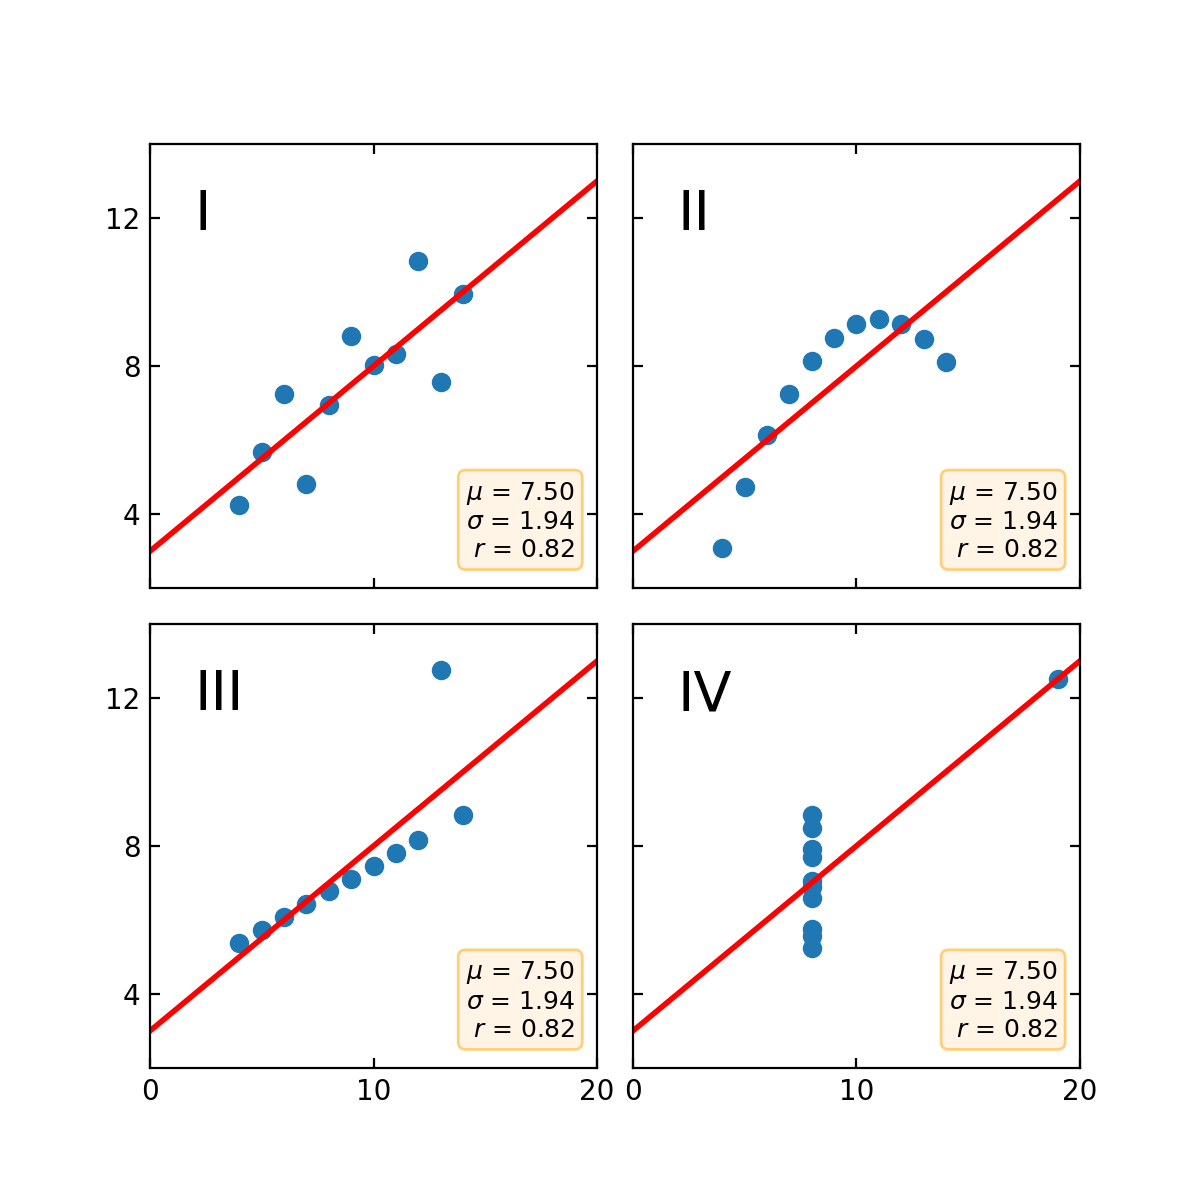 I
12
8
4
μ = 7.50
σ = 1.94
r = 0.82
II
μ = 7.50
σ = 1.94
r = 0.82
III
12
8
4
μ = 7.50
σ = 1.94
r = 0.82
0 10 20
IV
μ = 7.50
σ = 1.94
r = 0.82
0 10 20